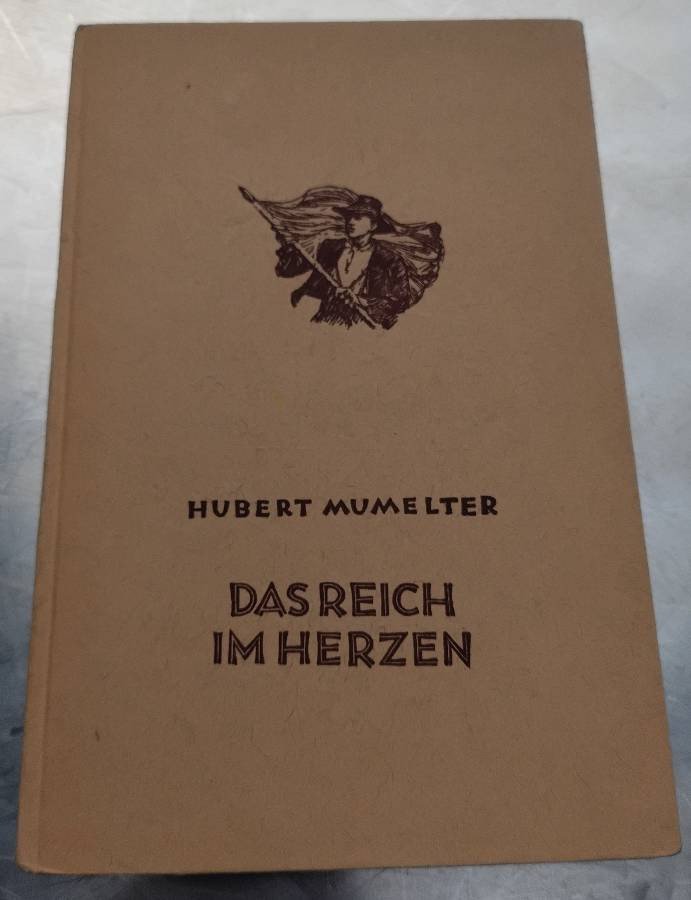 HUBERT MUMELTER
DAS REICH
IM HERZEN